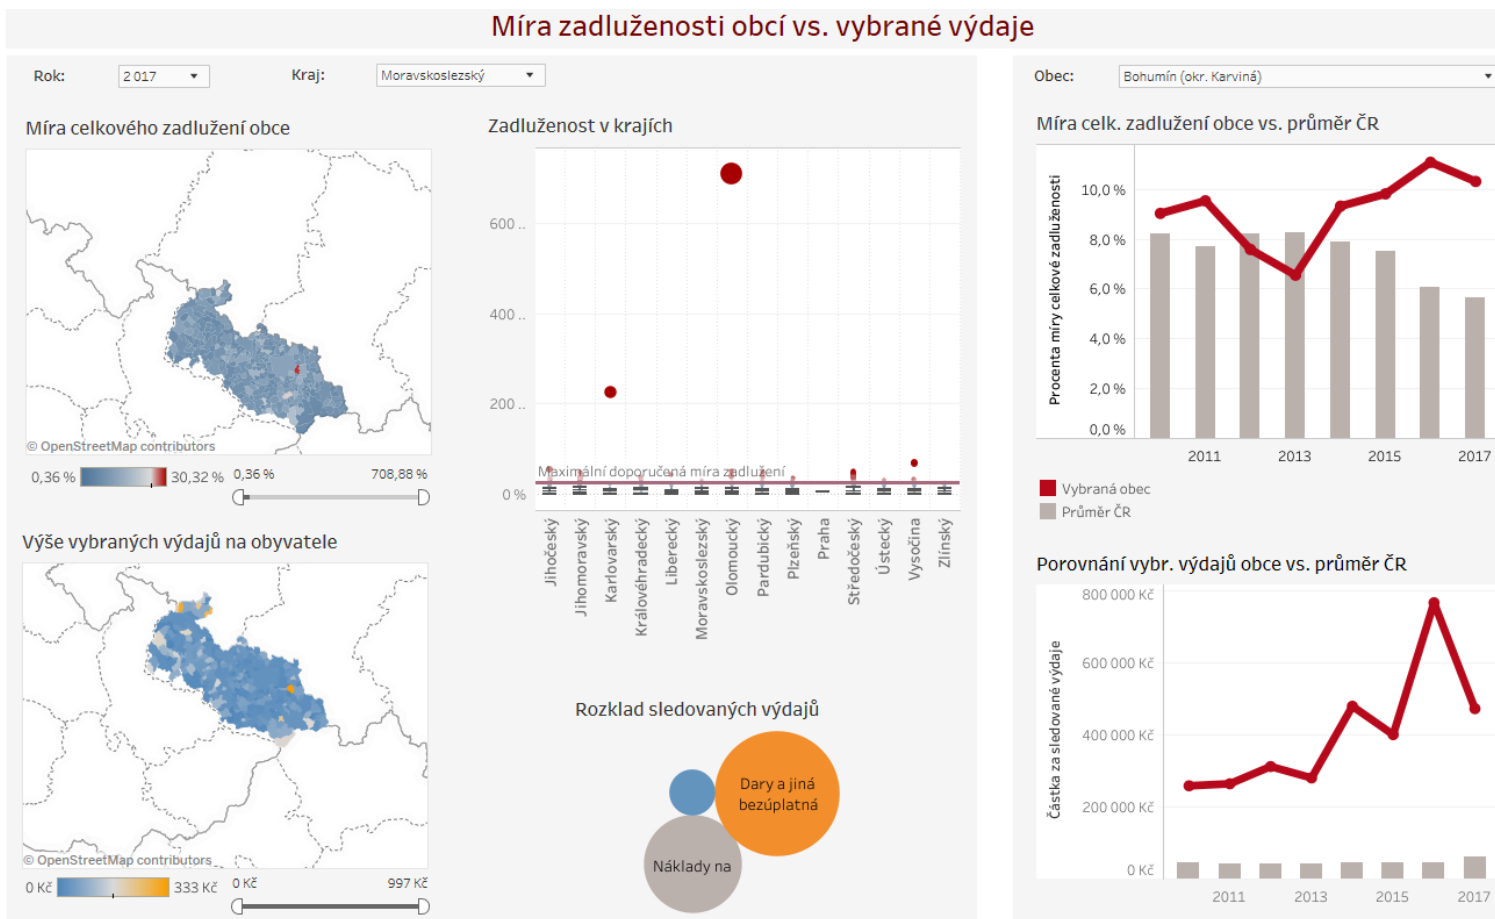 Míra zadluženosti obcí vs. vybrané výdaje
Rok:
2 017
Kraj:
Moravskoslezský
Obec:
Bohumín (okr. Karviná)
Míra celkového zadlužení obce
© OpenStreetMap contributors
0,36 %
30,32 %
0,36 %
708,88 %
Výše vybraných výdajů na obyvatele
© OpenStreetMap contributors
0 Kč
333 Kč
0 Kč
997 Kč
Zadluženost v krajích
600 ..
400 ..
200 ..
Maximální doporučená míra zadlužení
0 %
Jihočeský
Jihomoravský
Karlovarský
Královéhradecký
Liberecký
Moravskoslezský
Olomoucký
Pardubický
Plzeňský
Praha
Středočeský
Ústecký
Vysočina
Zlínský
Rozklad sledovaných výdajů
Dary a jiná
bezúplatná
Náklady na
Míra celk. zadlužení obce vs. průměr ČR
Procenta míry celkové zadluženosti
10,0 %
8,0 %
6,0 %
4,0 %
2,0 %
0,0 %
2011
2013
2015
2017
Vybraná obec
Průměr ČR
Porovnání vybr. výdajů obce vs. průměr ČR
Částka za sledované výdaje
800 000 Kč
600 000 Kč
400 000 Kč
200 000 Kč
0 Kč
2011
2013
2015
2017